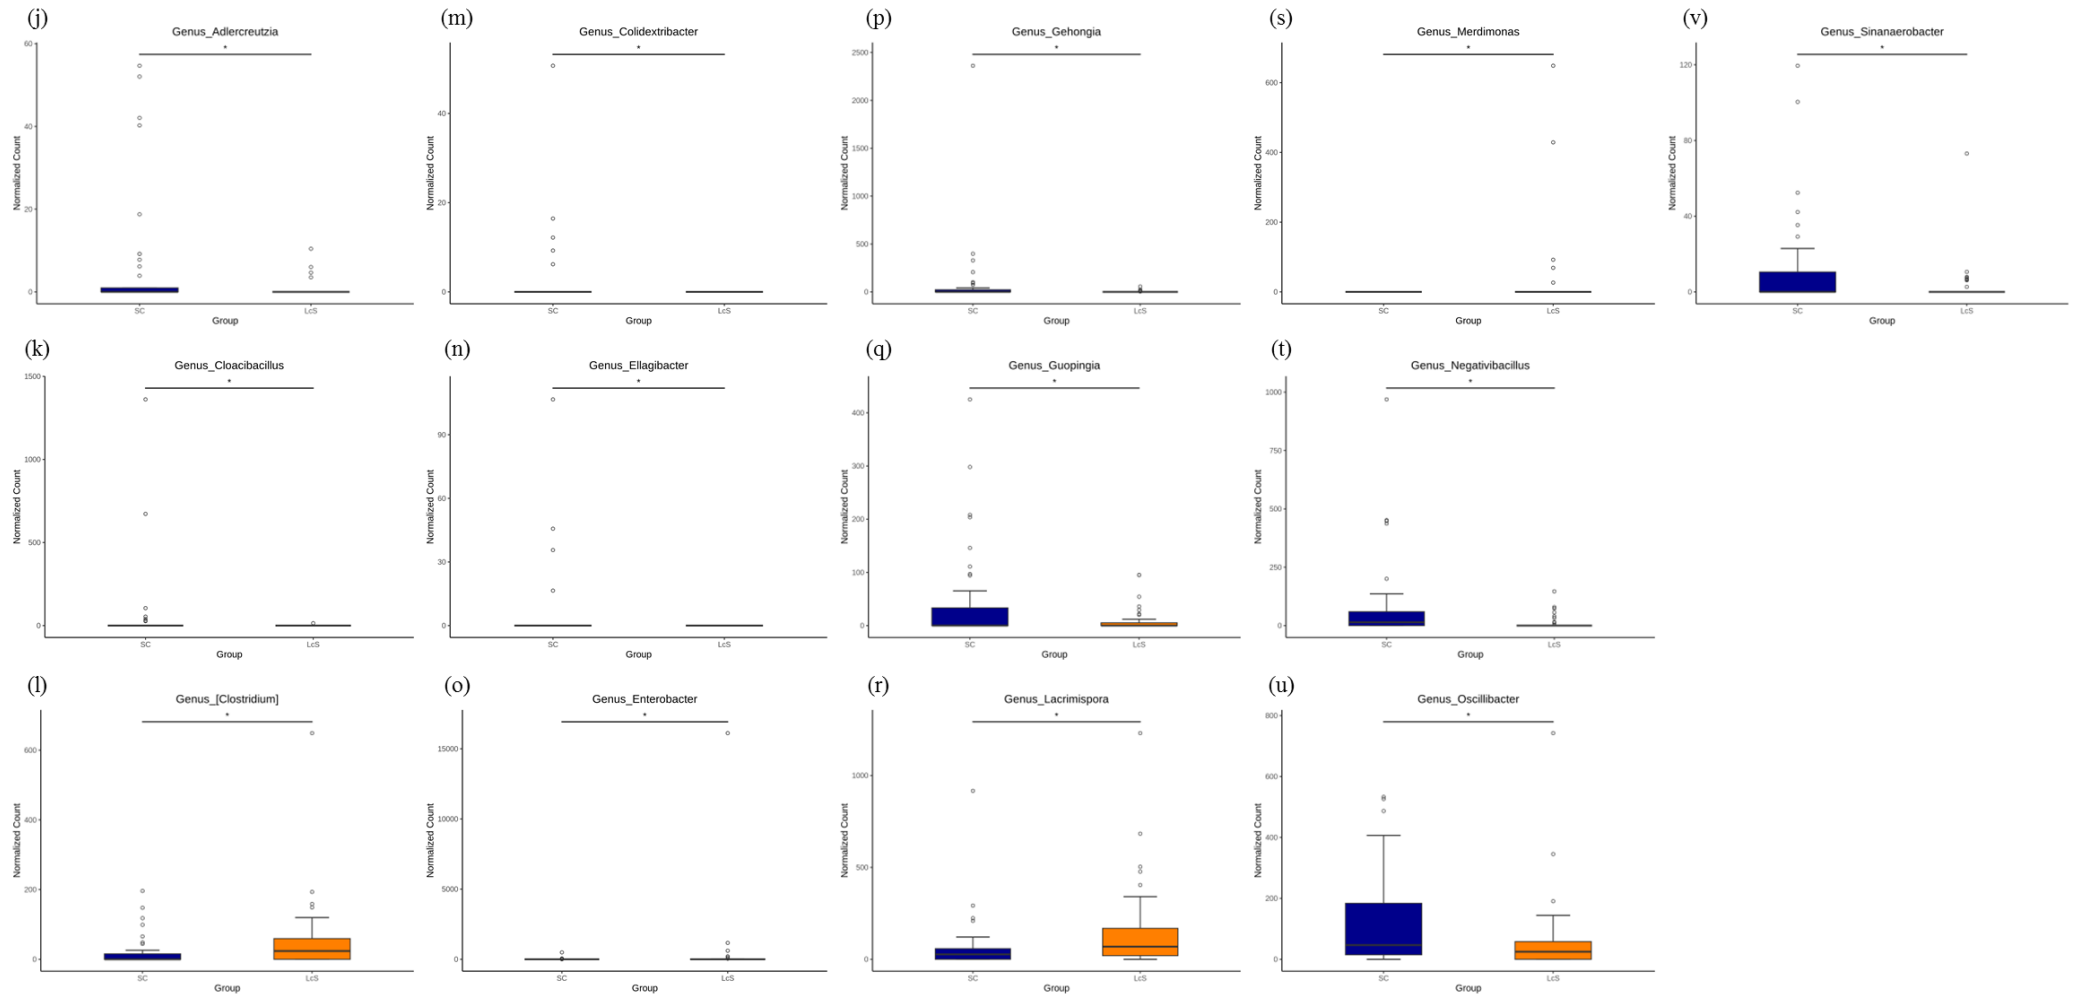 (j)
Genus_Adlercreutzia
*
60
40
20
0
Normalized Count
SC
LcS
Group
(m)
Genus_Colidextribacter
*
40
20
0
Normalized Count
SC
LcS
Group
(p)
Genus_Gehongia
*
2500
2000
1500
1000
500
0
Normalized Count
SC
LcS
Group
(s)
Genus_Merdimonas
*
600
400
200
0
Normalized Count
SC
LcS
Group
(v)
Genus_Sinanaerobacter
*
120
80
40
0
Normalized Count
SC
LcS
Group
(k)
Genus_Cloacibacillus
*
1500
1000
500
0
Normalized Count
SC
LcS
Group
(n)
Genus_Ellagibacter
*
90
60
30
0
Normalized Count
SC
LcS
Group
(q)
Genus_Guopingia
*
400
300
200
100
0
Normalized Count
SC
LcS
Group
(t)
Genus_Negativibacillus
*
1000
750
500
250
0
Normalized Count
SC
LcS
Group
(l)
Genus_[Clostridium]
*
600
400
200
0
Normalized Count
SC
LcS
Group
(o)
Genus_Enterobacter
*
15000
10000
5000
0
Normalized Count
SC
LcS
Group
(r)
Genus_Lacrimispora
*
1000
500
0
Normalized Count
SC
LcS
Group
(u)
Genus_Oscillibacter
*
800
600
400
200
0
Normalized Count
SC
LcS
Group